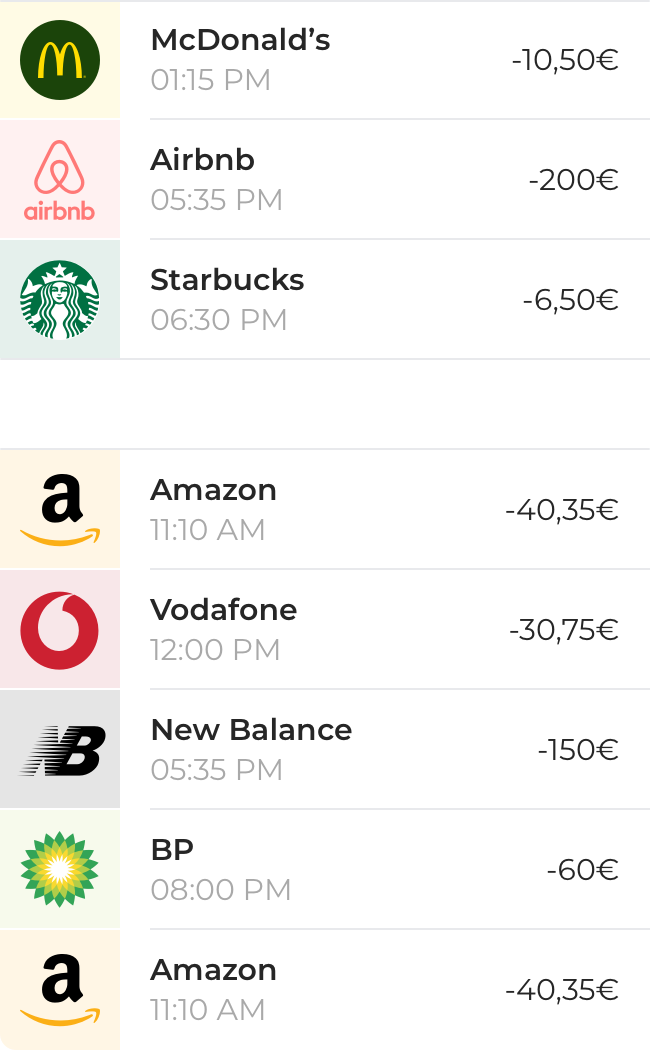 McDonald’s
01:15 PM
-10,50€
airbnb
Airbnb
05:35 PM
-200€
Starbucks
06:30 PM
-6,50€
a
Amazon
11:10 AM
-40,35€
Vodafone
12:00 PM
-30,75€
NB
New Balance
05:35 PM
-150€
BP
08:00 PM
-60€
a
Amazon
11:10 AM
-40,35€